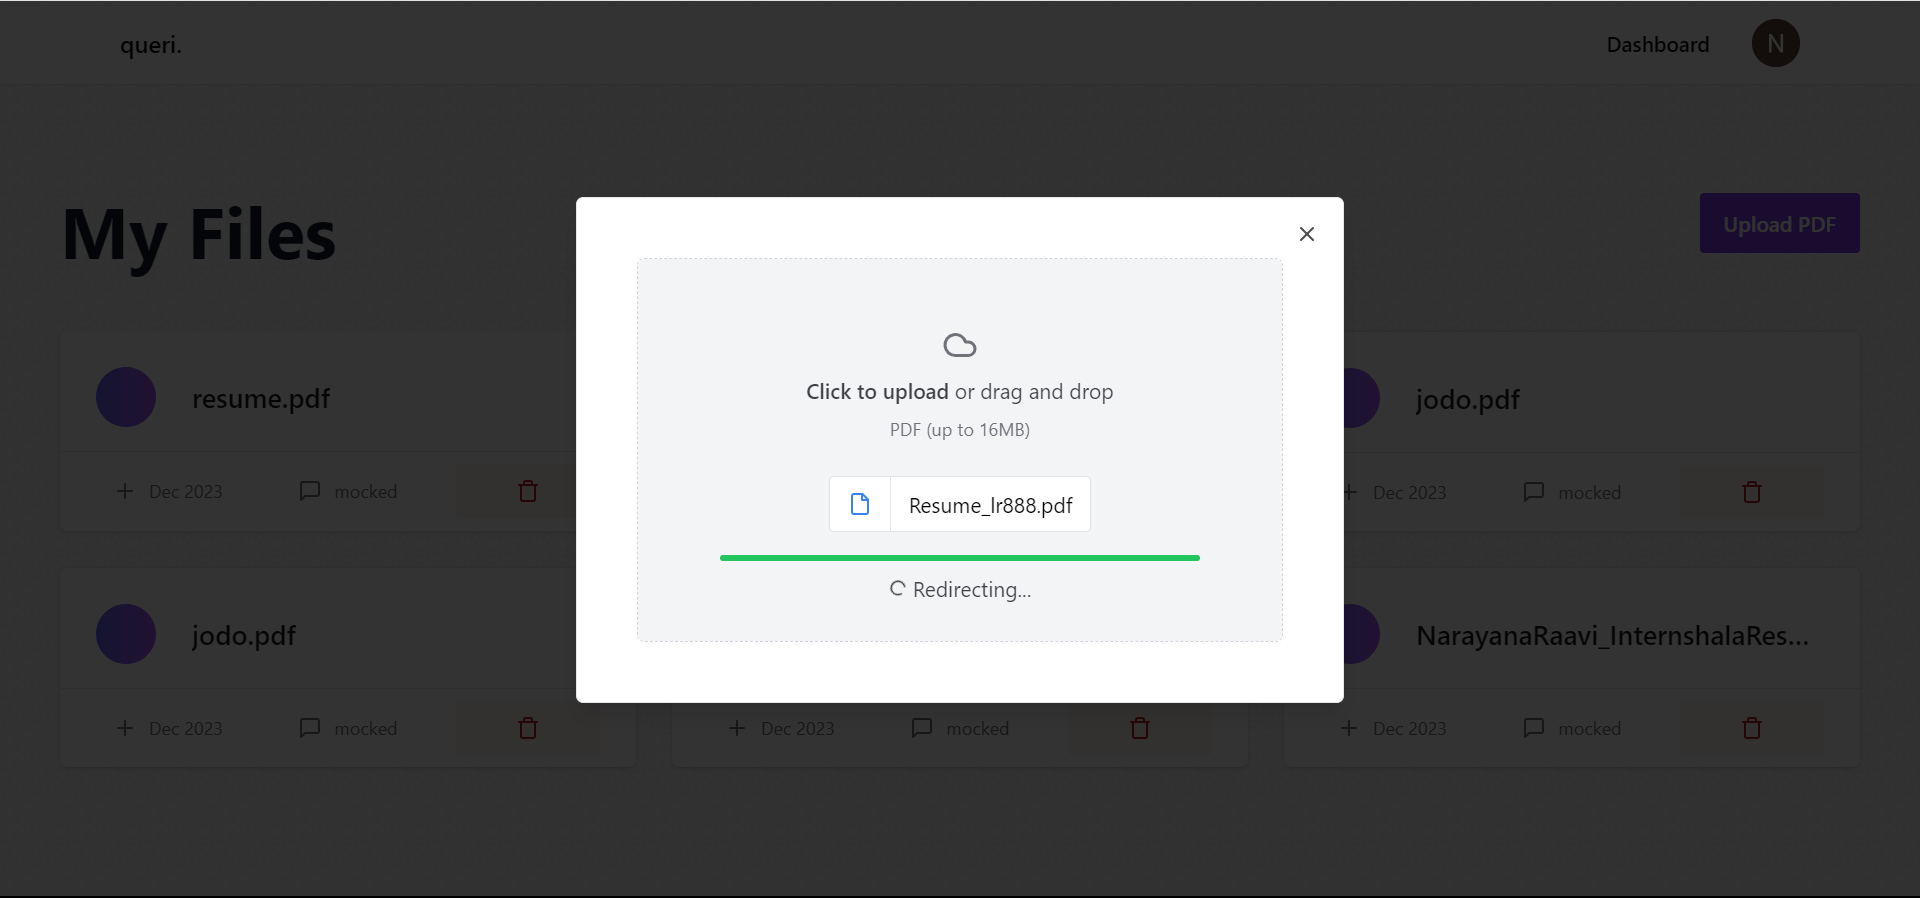 queri.
Dashboard
N
My Files
Upload PDF
Click to upload or drag and drop
PDF (up to 16MB)
Resume_lr888.pdf
Redirecting...
resume.pdf
Dec 2023
mocked
jodo.pdf
Dec 2023
mocked
jodo.pdf
Dec 2023
mocked
Dec 2023
mocked
NarayanaRaavi_InternshalaRes...
Dec 2023
mocked